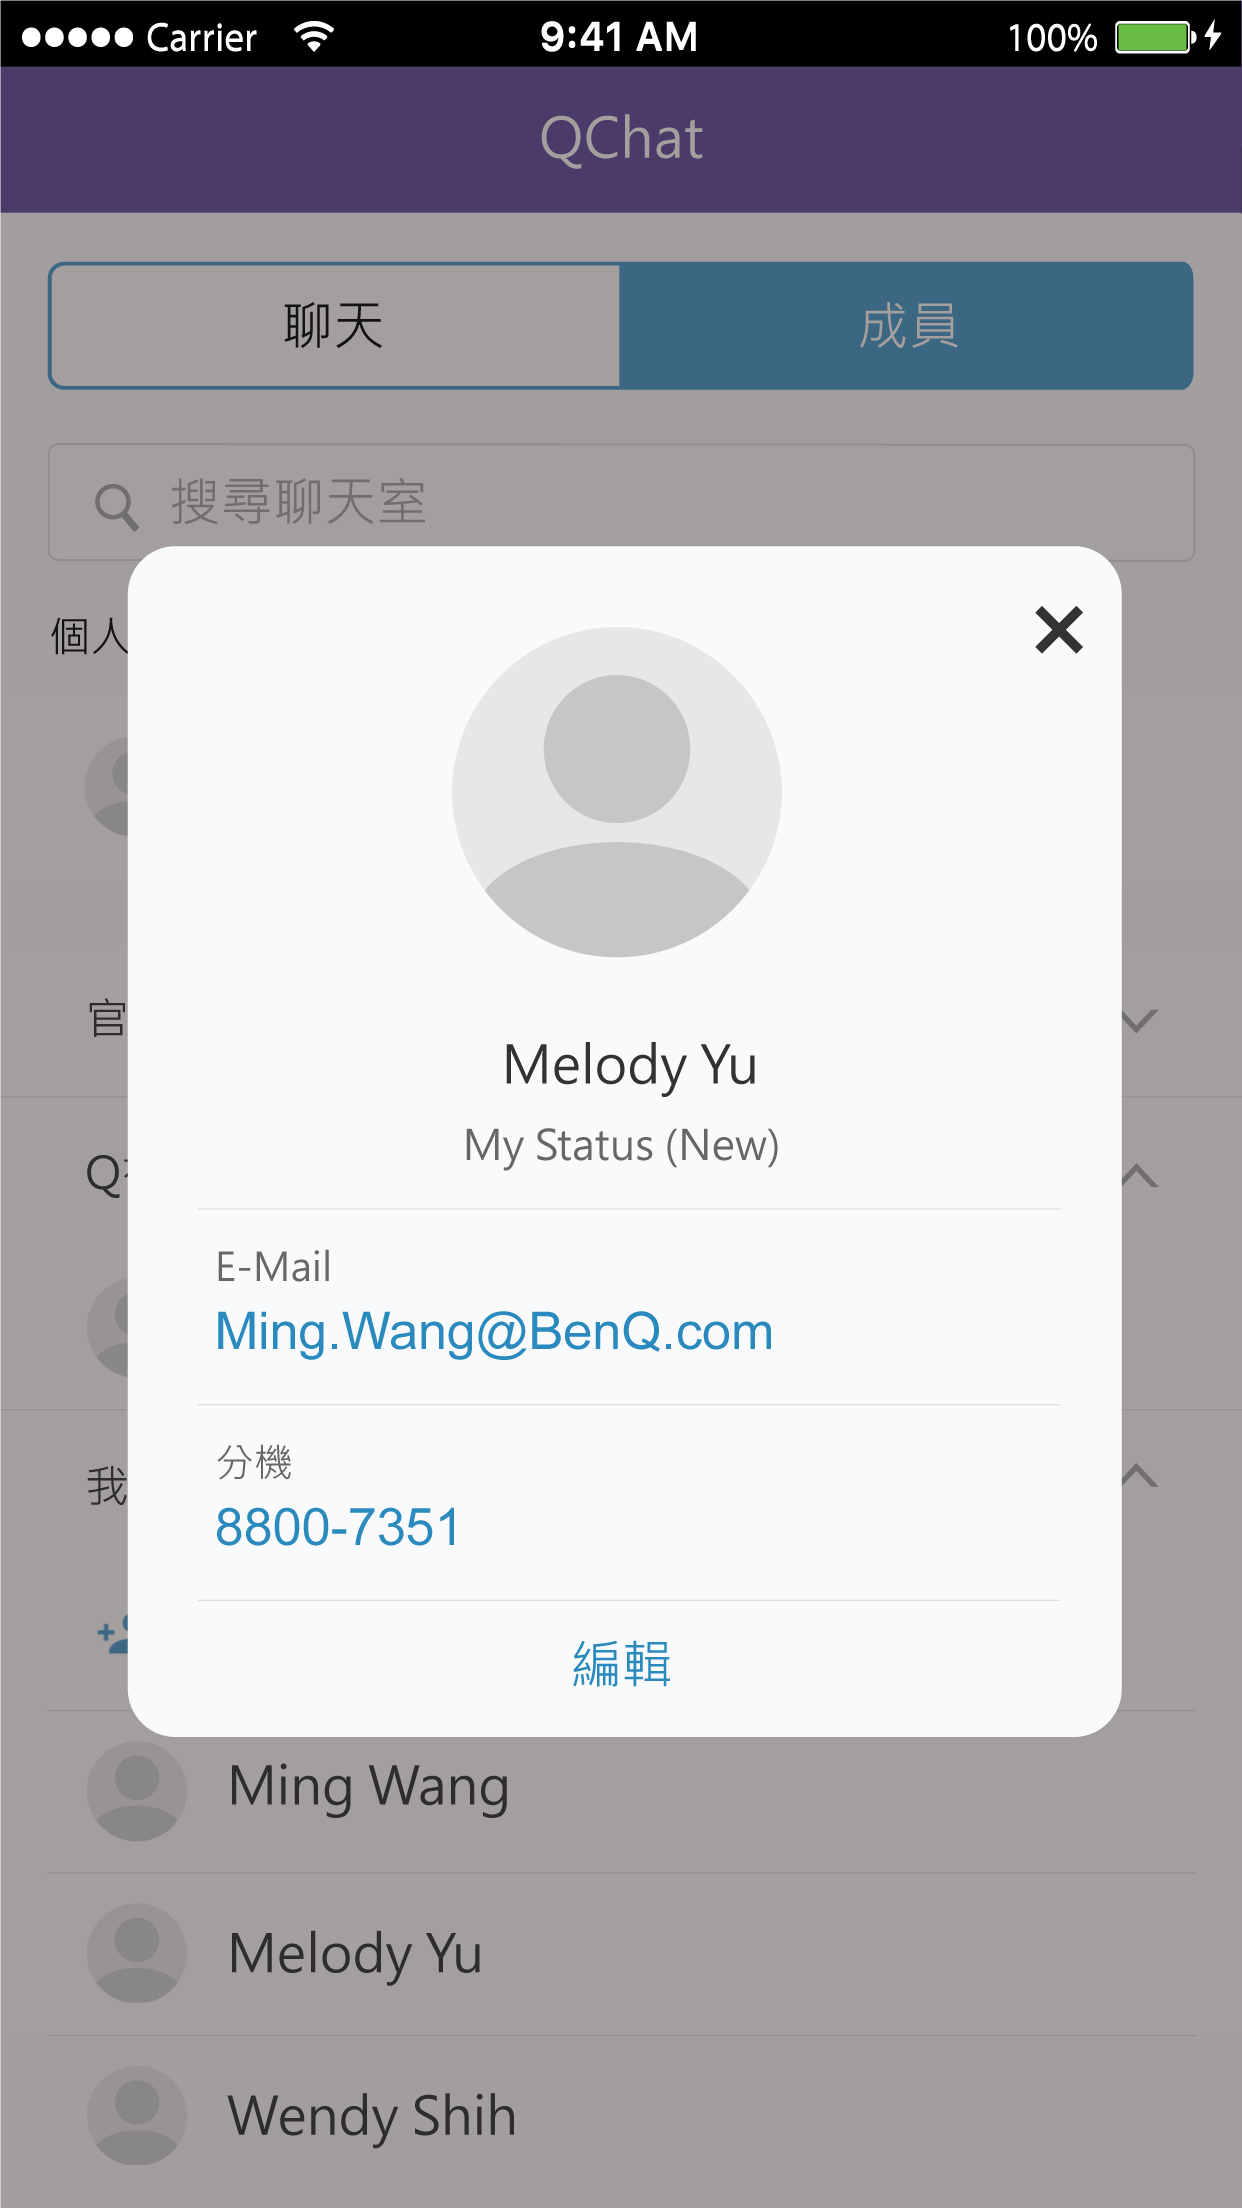 Carrier 9:41 AM 100%
QChat
聊天 成員
搜尋聊天室
個人
官
Q
我
Melody Yu
My Status (New)
E-Mail
Ming.Wang@BenQ.com
分機
8800-7351
編輯
Ming Wang
Melody Yu
Wendy Shih